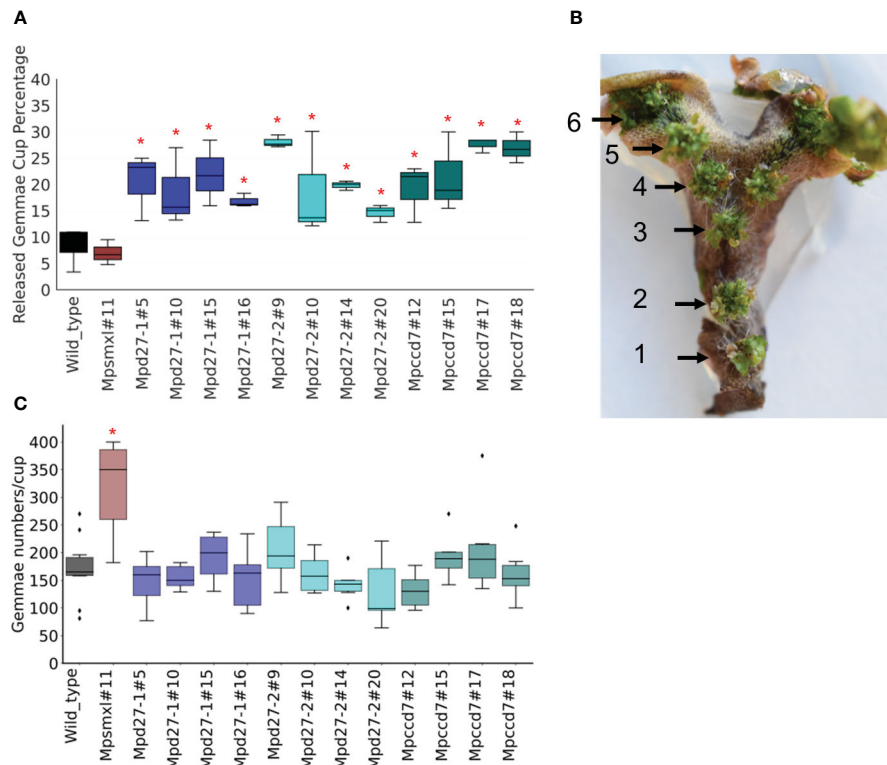 A
B
Released Gemmae Cup Percentage
40
35
30
25
20
15
10
5
0
* * * * * * * * * * * *
Wild_type
Mpsmxl#11
Mpd27-1#5
Mpd27-1#10
Mpd27-1#15
Mpd27-1#16
Mpd27-2#9
Mpd27-2#10
Mpd27-2#14
Mpd27-2#20
Mpccd7#12
Mpccd7#15
Mpccd7#17
Mpccd7#18
6
5
4
3
2
1
C
Gemmae numbers/cup
400
350
300
250
200
150
100
50
0
*
Wild_type
Mpsmxl#11
Mpd27-1#5
Mpd27-1#10
Mpd27-1#15
Mpd27-1#16
Mpd27-2#9
Mpd27-2#10
Mpd27-2#14
Mpd27-2#20
Mpccd7#12
Mpccd7#15
Mpccd7#17
Mpccd7#18